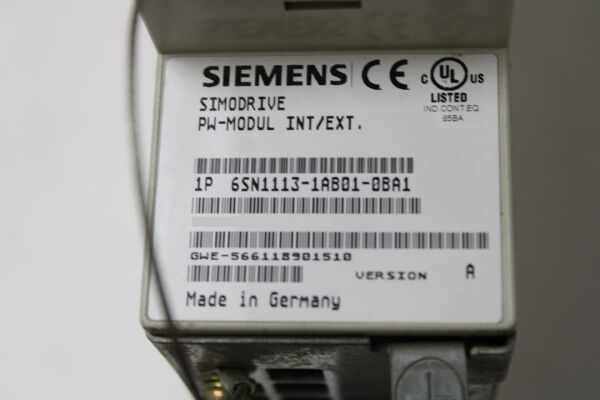 SIEMENS CE C UL US
LISTED
IND.CONT.EQ.
65BA
SIMODRIVE
PW-MODUL INT/EXT.
1P 6SN1113-1AB01-0BA1
GWE-566118901510
VERSION A
Made in Germany